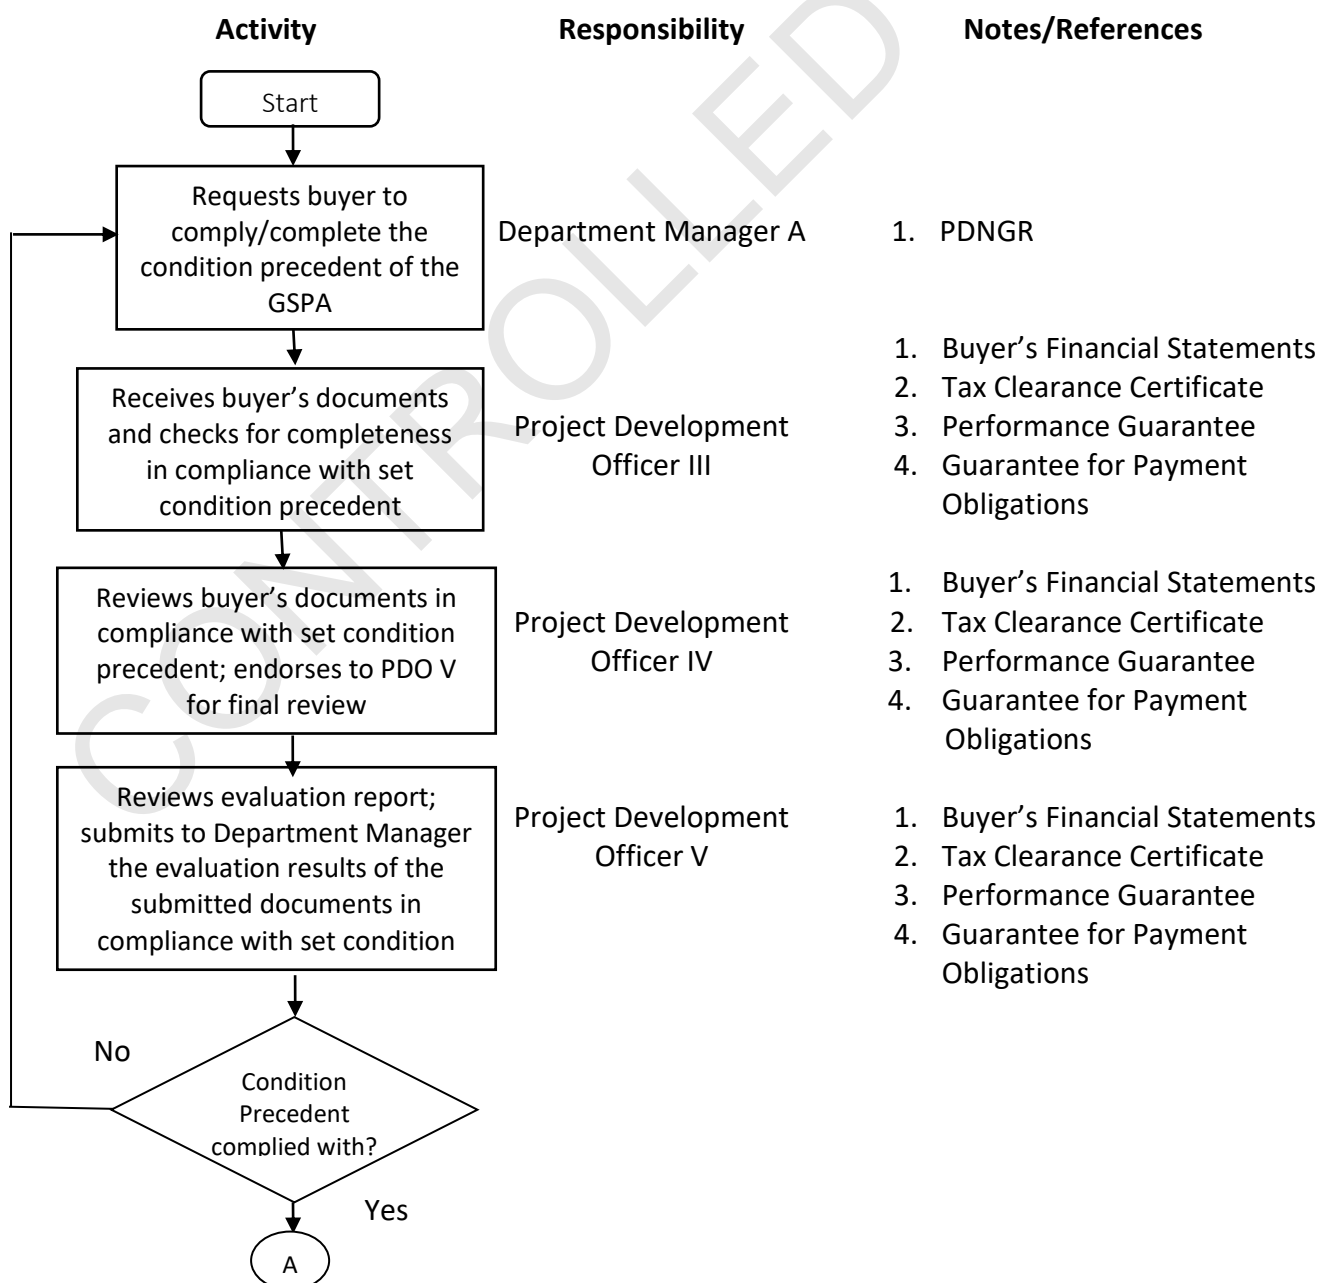 Activity Responsibility Notes/References
Start
Requests buyer to
comply/complete the
condition precedent of the
GSPA
Department Manager A
1. PDNGR
Receives buyer’s documents
and checks for completeness
in compliance with set
condition precedent
Project Development
Officer III
1. Buyer’s Financial Statements
2. Tax Clearance Certificate
3. Performance Guarantee
4. Guarantee for Payment
Obligations
Reviews buyer’s documents in
compliance with set condition
precedent; endorses to PDO V
for final review
Project Development
Officer IV
1. Buyer’s Financial Statements
2. Tax Clearance Certificate
3. Performance Guarantee
4. Guarantee for Payment
Obligations
Reviews evaluation report;
submits to Department Manager
the evaluation results of the
submitted documents in
compliance with set condition
Project Development
Officer V
1. Buyer’s Financial Statements
2. Tax Clearance Certificate
3. Performance Guarantee
4. Guarantee for Payment
Obligations
No
Condition
Precedent
complied with?
Yes
A
CONTROLLED